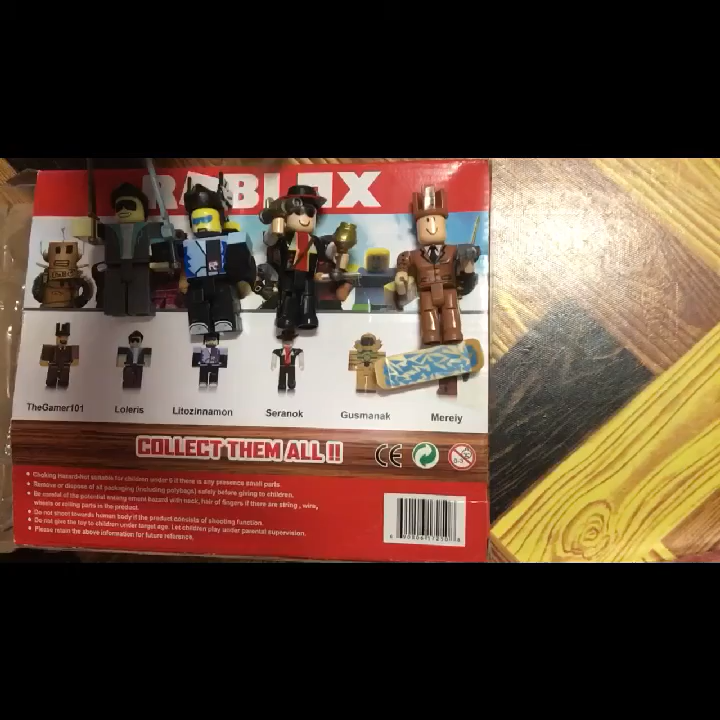 ROBLOX
TheGamer101 Loleris Litozinnamon Seranok Gusmanak Mereiy
COLLECT THEM ALL !!
CE
0-3
• Choking Hazard-Not suitable for children under 3 if there is any presence small parts
• Remove or dispose of all packaging (including polybags) safely before giving to children.
• Be careful of the potential entanglement hazard with neck, hair of fingers if there are string , wire,
wheels or rolling parts in the product.
• Do not shoot towards human body if the product consists of shooting function.
• Do not give the toy to children under target age. Let children play under parental supervision.
• Please retain the above information for future reference.